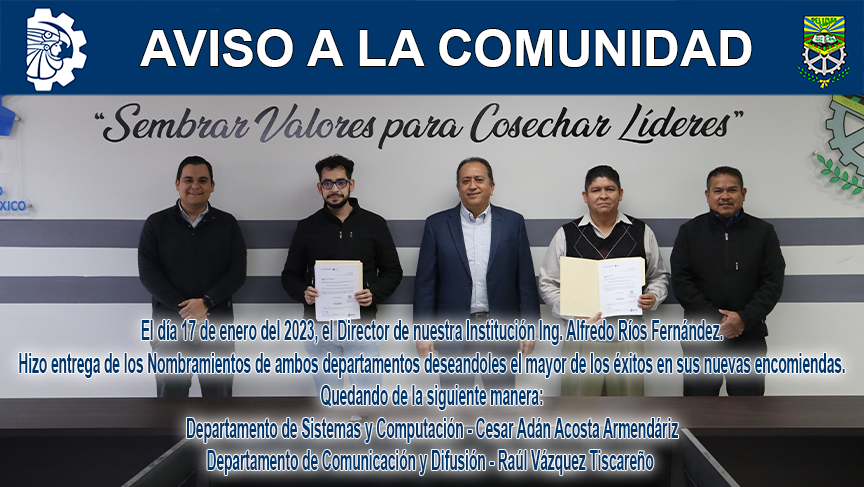 AVISO A LA COMUNIDAD
“Sembrar Valores para Cosechar Líderes”
XICO
El día 17 de enero del 2023, el Director de nuestra Institución Ing. Alfredo Ríos Fernández.
Hizo entrega de los Nombramientos de ambos departamentos deseandoles el mayor de los éxitos en sus nuevas encomiendas.
Quedando de la siguiente manera:
Departamento de Sistemas y Computación - Cesar Adán Acosta Armendáriz
Departamento de Comunicación y Difusión - Raúl Vázquez Tiscareño